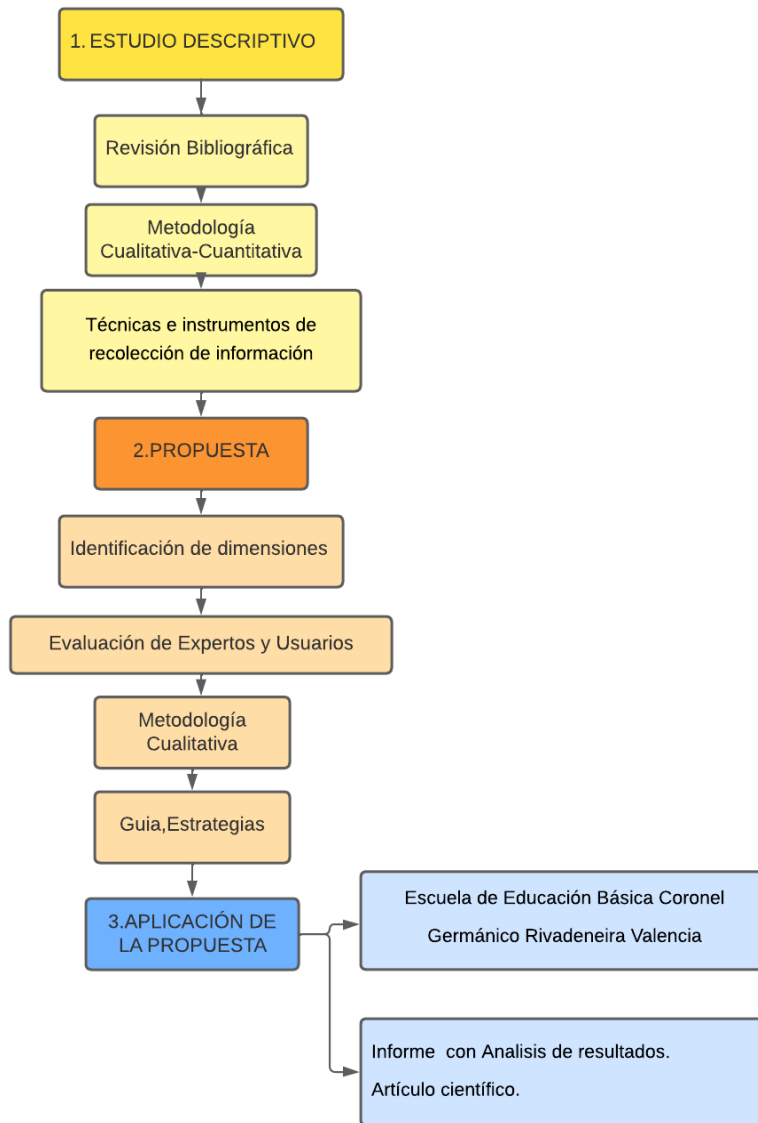 1. ESTUDIO DESCRIPTIVO
Revisión Bibliográfica
Metodología
Cualitativa-Cuantitativa
Técnicas e instrumentos de
recolección de información
2.PROPUESTA
Identificación de dimensiones
Evaluación de Expertos y Usuarios
Metodología
Cualitativa
Guia,Estrategias
3.APLICACIÓN DE
LA PROPUESTA
Escuela de Educación Básica Coronel
Germánico Rivadeneira Valencia
Informe con Analisis de resultados.
Artículo científico.